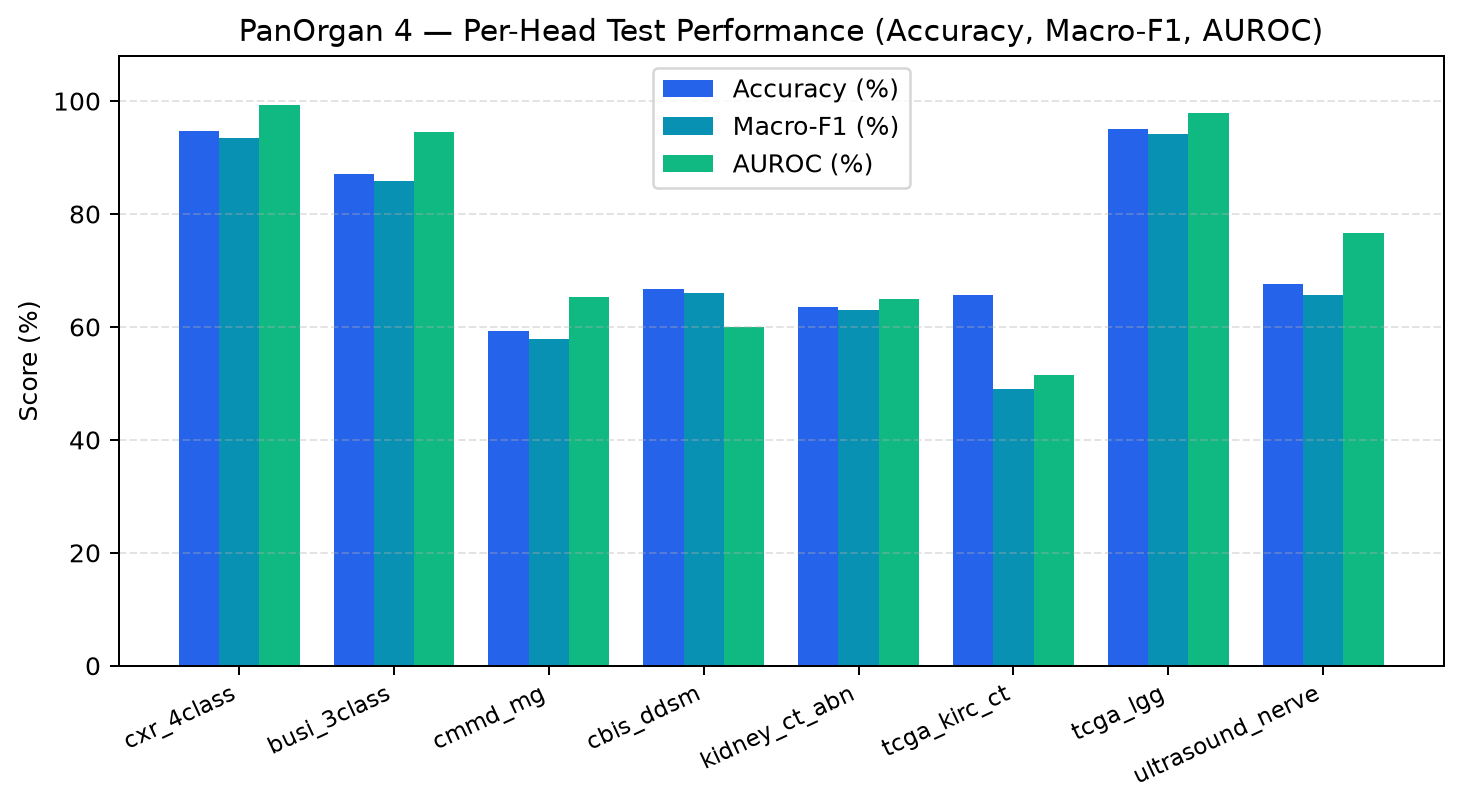 PanOrgan 4 — Per-Head Test Performance (Accuracy, Macro-F1, AUROC)
Accuracy (%)
Macro-F1 (%)
AUROC (%)
Score (%)
100
80
60
40
20
0
cxr_4class
busi_3class
cmmd_mg
cbis_ddsm
kidney_ct_abn
tcga_kirc_ct
tcga_lgg
ultrasound_nerve